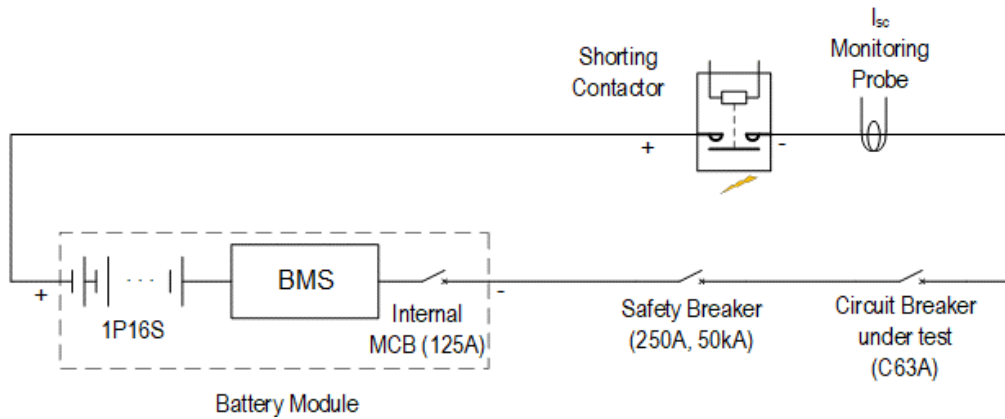 I_sc
Monitoring
Probe
Shorting
Contactor
+
-
+
1P16S
· · ·
BMS
Internal
MCB (125A)
-
Safety Breaker
(250A, 50kA)
Circuit Breaker
under test
(C63A)
Battery Module